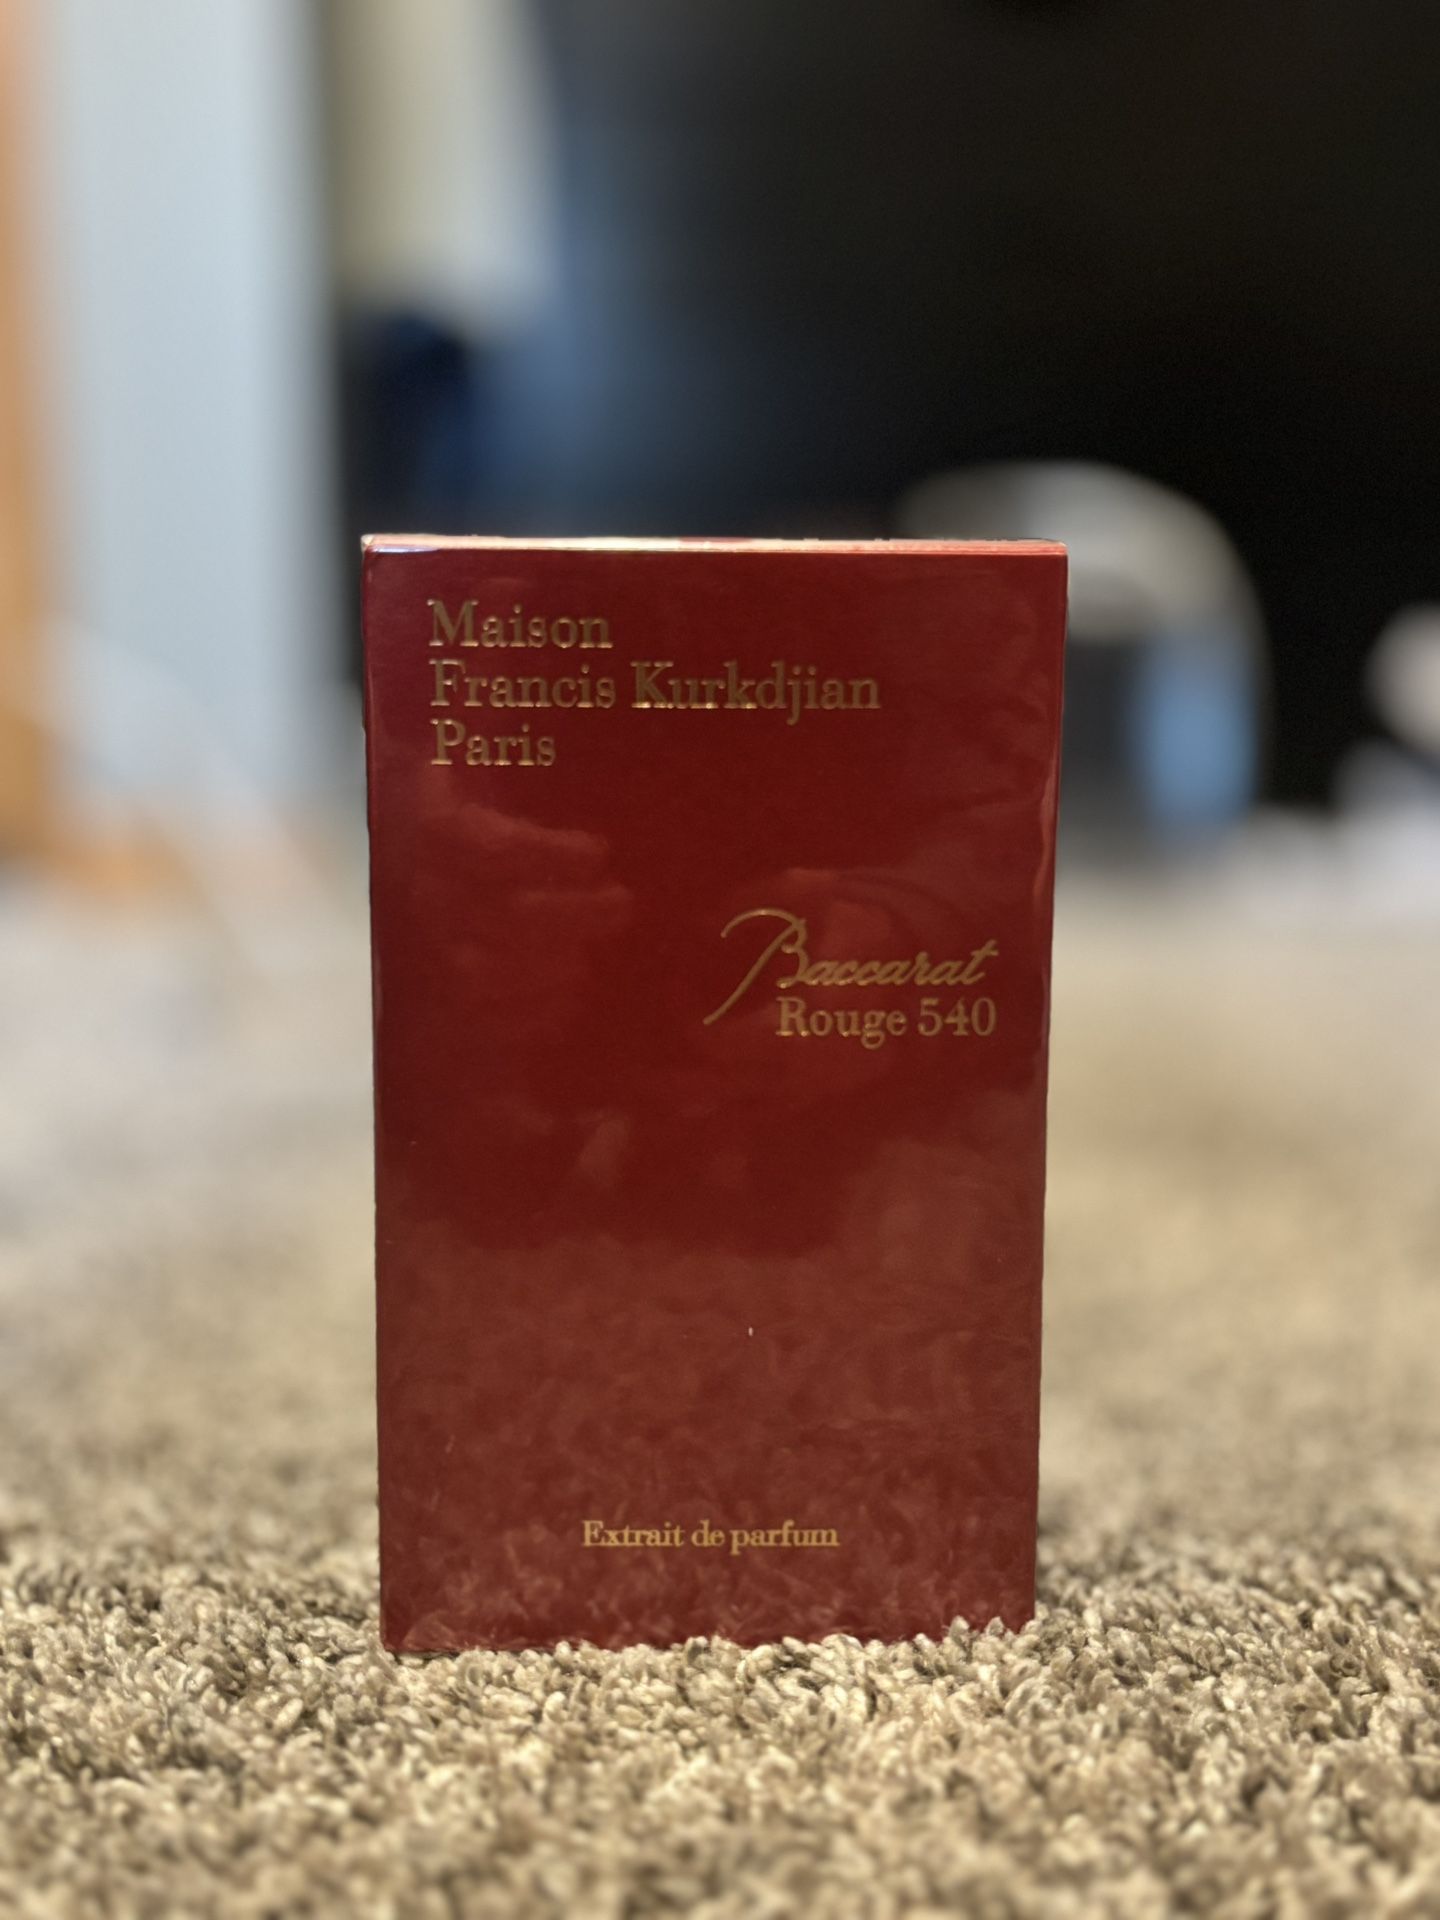 Maison
Francis Kurkdjian
Paris
Baccarat
Rouge 540
Extrait de parfum